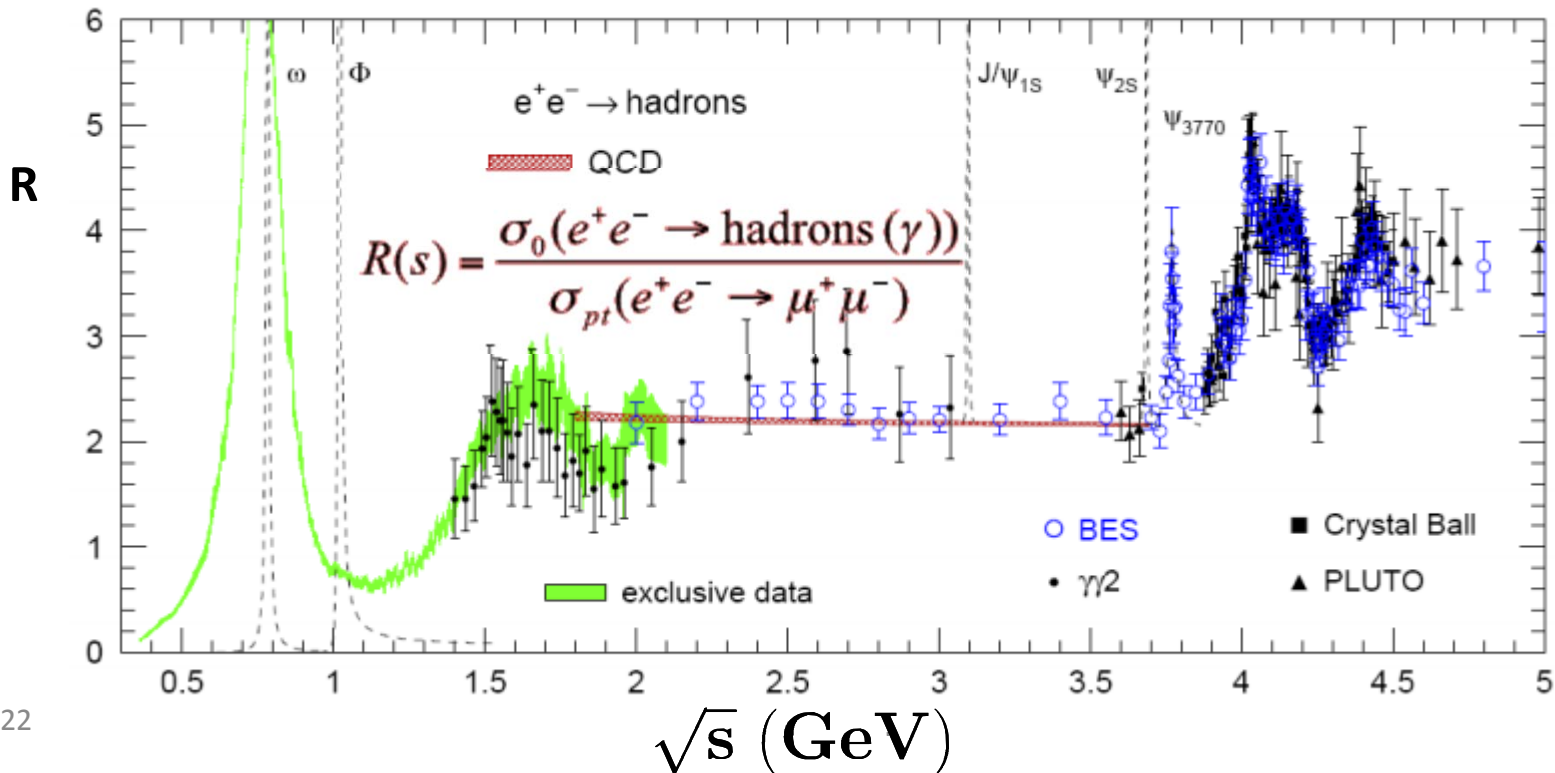 6
5
4
3
2
1
0
R
ω
Φ
e⁺e⁻ → hadrons
QCD
R(s) = σ₀(e⁺e⁻ → hadrons (γ)) / σₚₜ(e⁺e⁻ → μ⁺μ⁻)
J/ψ₁S
ψ₂S
ψ₃₇₇₀
exclusive data
BES
γγ2
Crystal Ball
PLUTO
0.5 1 1.5 2 2.5 3 3.5 4 4.5 5
√s (GeV)
22